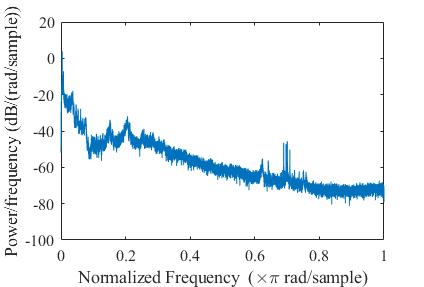 20
0
-20
-40
-60
-80
-100
Power/frequency (dB/(rad/sample))
0 0.2 0.4 0.6 0.8 1
Normalized Frequency (×π rad/sample)